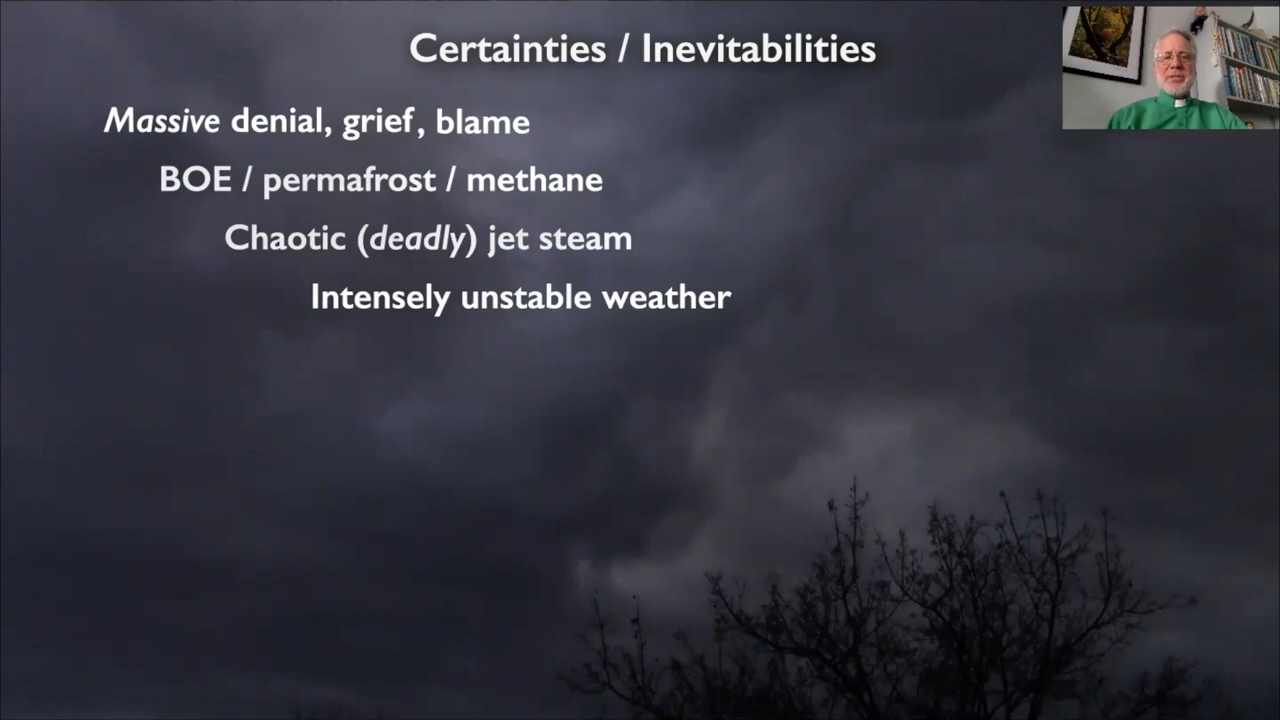 Certainties / Inevitabilities
Massive denial, grief, blame
BOE / permafrost / methane
Chaotic (deadly) jet steam
Intensely unstable weather